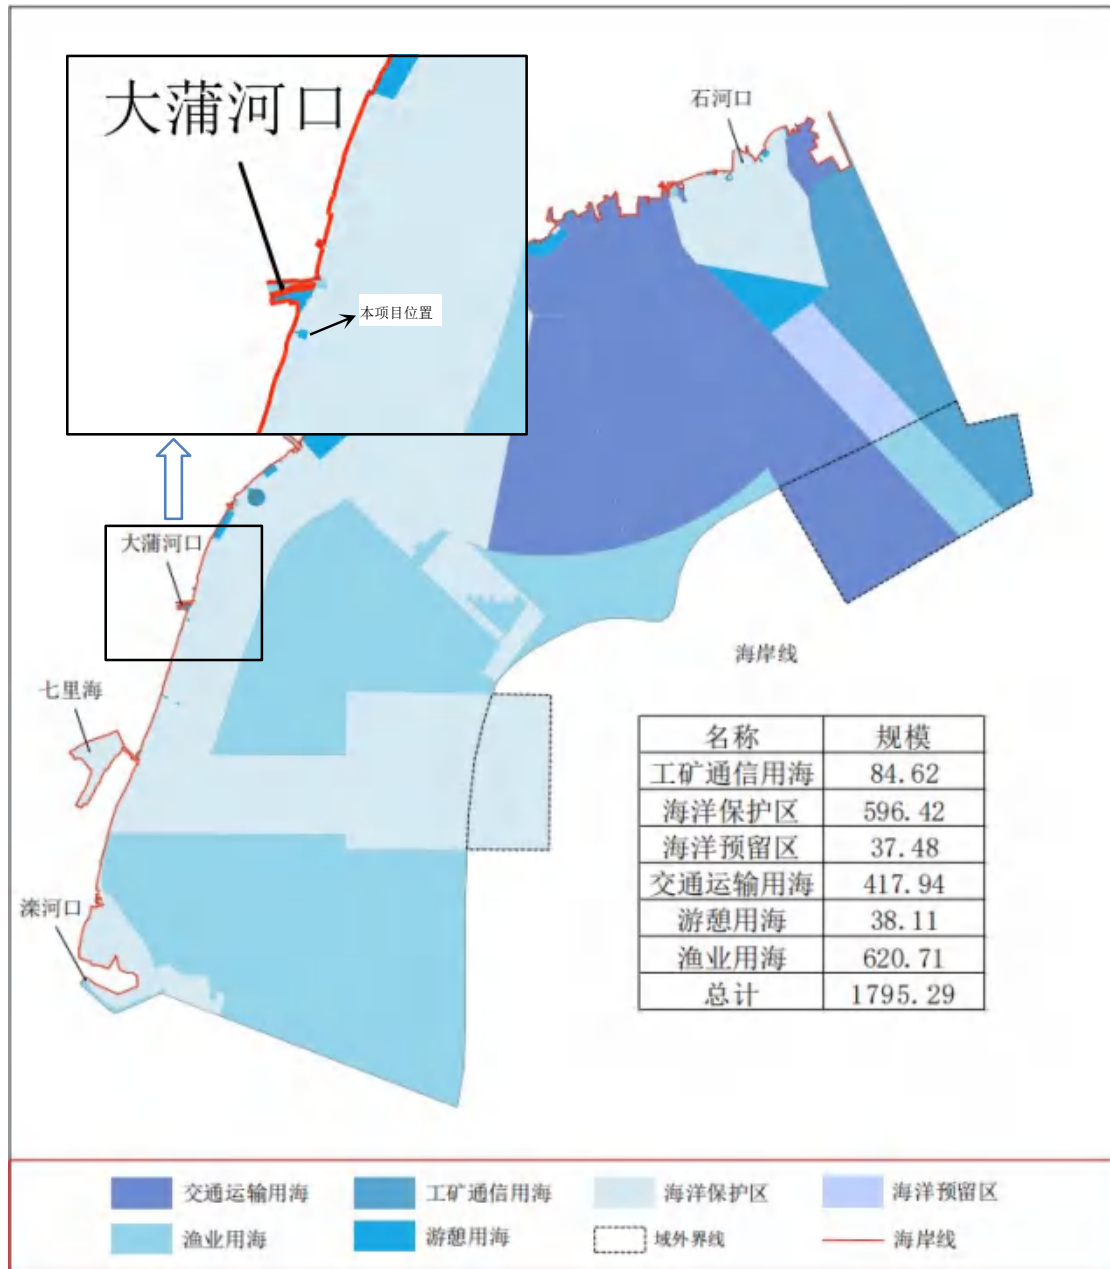 大蒲河口
本项目位置
石河口
大蒲河口
七里海
滦河口
海岸线
名称 规模
工矿通信用海 84.62
海洋保护区 596.42
海洋预留区 37.48
交通运输用海 417.94
游憩用海 38.11
渔业用海 620.71
总计 1795.29
交通运输用海 工矿通信用海 海洋保护区 海洋预留区
渔业用海 游憩用海 域外界线 海岸线